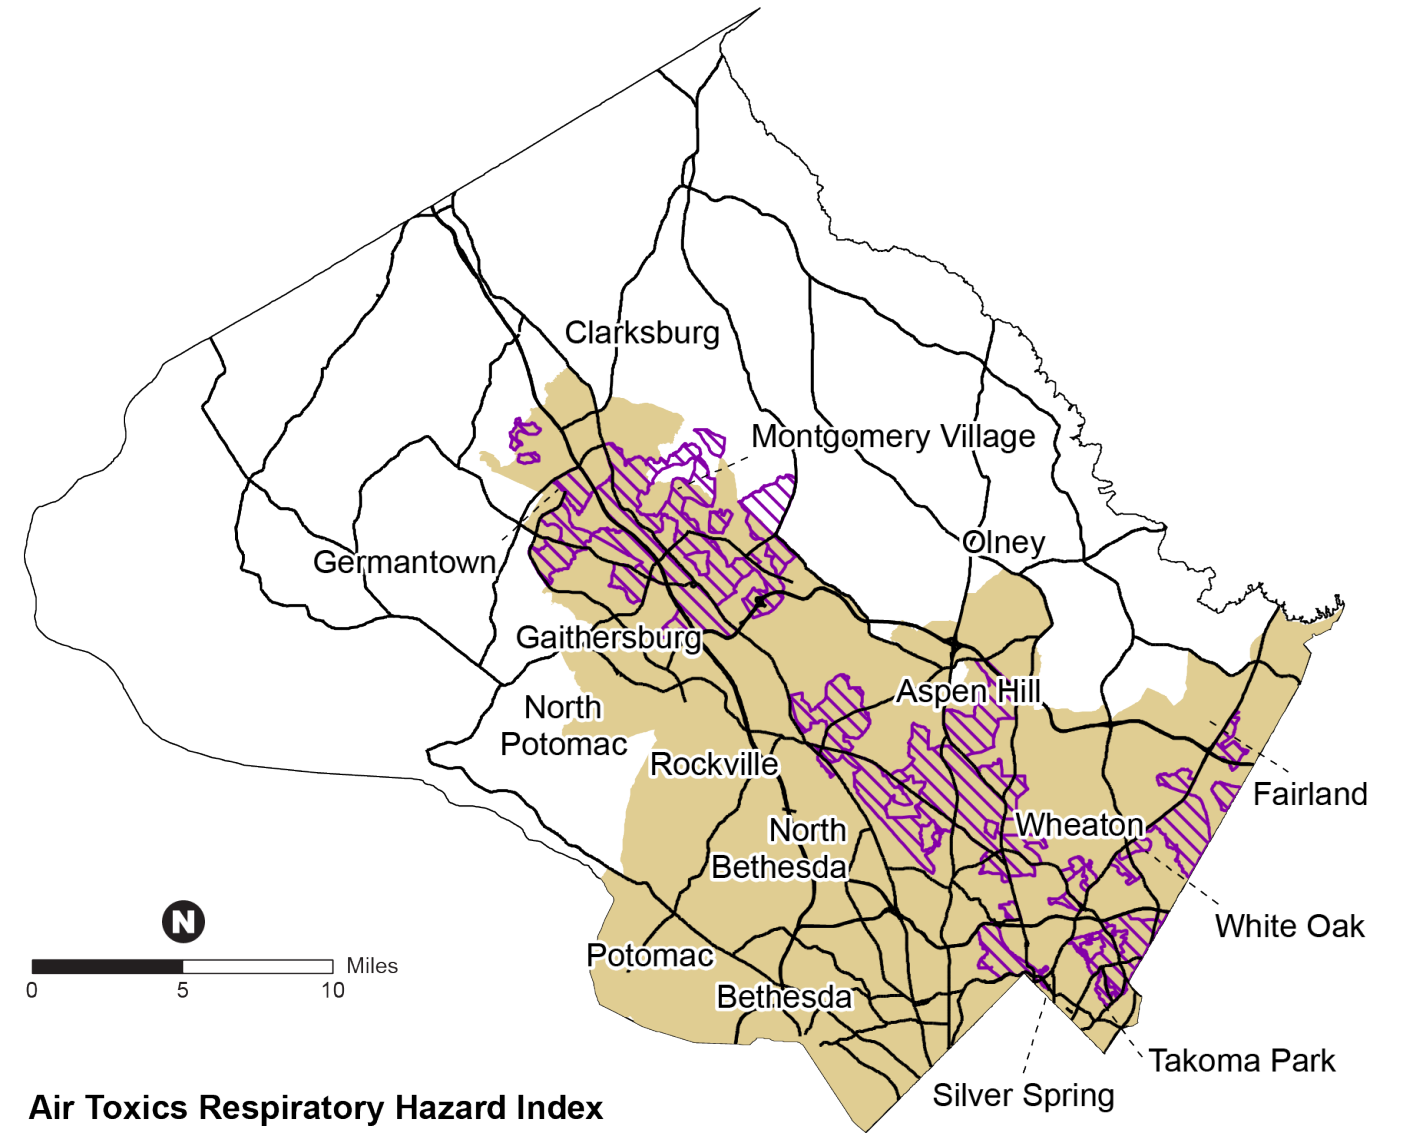 Clarksburg
Montgomery Village
Olney
Germantown
Gaithersburg
Aspen Hill
North
Potomac
Rockville
Fairland
Wheaton
North
Bethesda
White Oak
N
Potomac
Miles
0 5 10
Bethesda
Takoma Park
Silver Spring
Air Toxics Respiratory Hazard Index